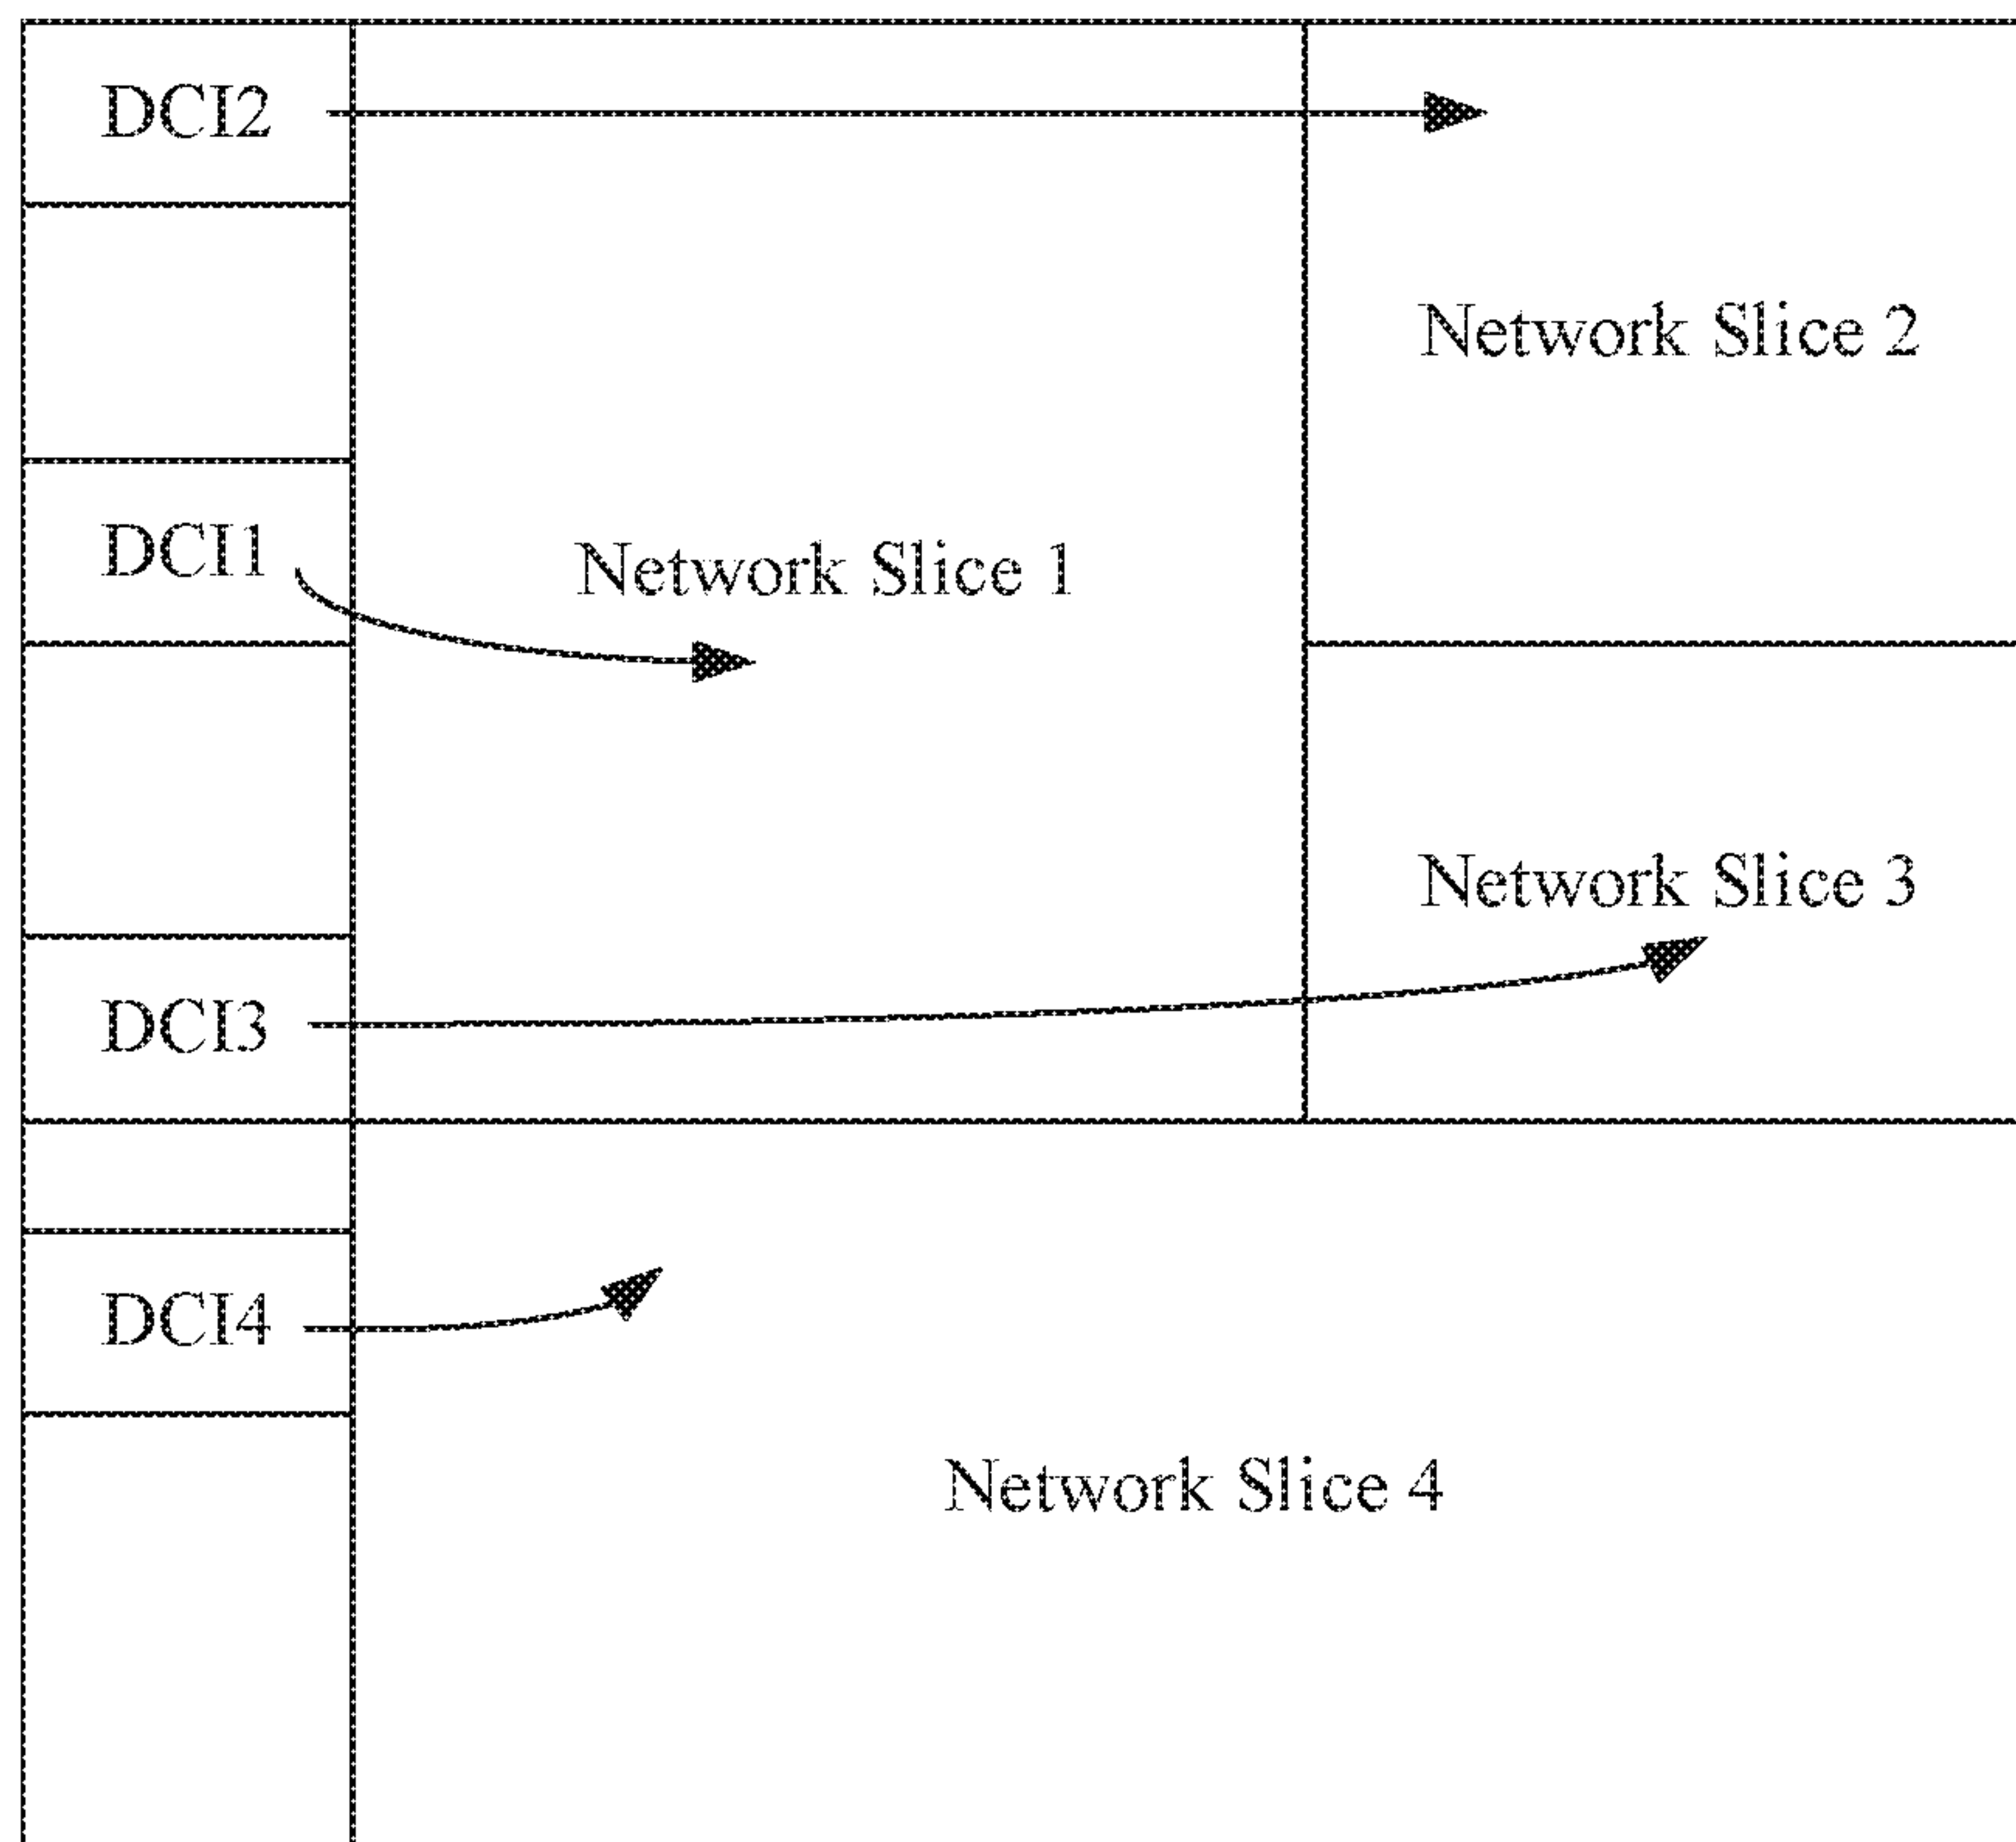 DCI2
Network Slice 2
DCI1
Network Slice 1
Network Slice 3
DCI3
DCI4
Network Slice 4